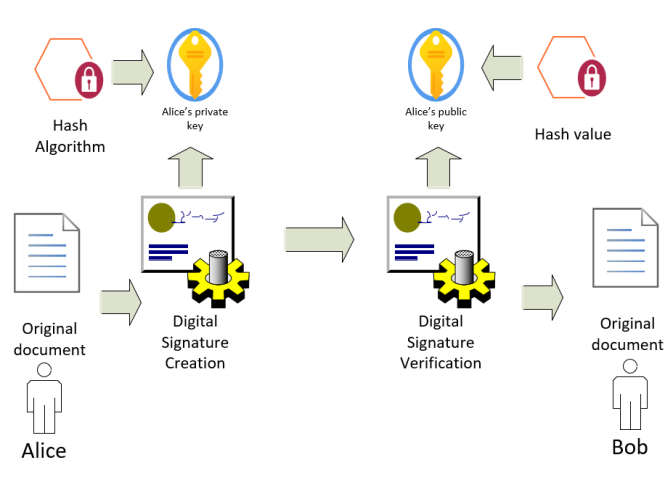 Alice's private
key
Alice's public
key
Hash
Algorithm
Hash value
Original
document
Digital
Signature
Creation
Digital
Signature
Verification
Original
document
Alice
Bob